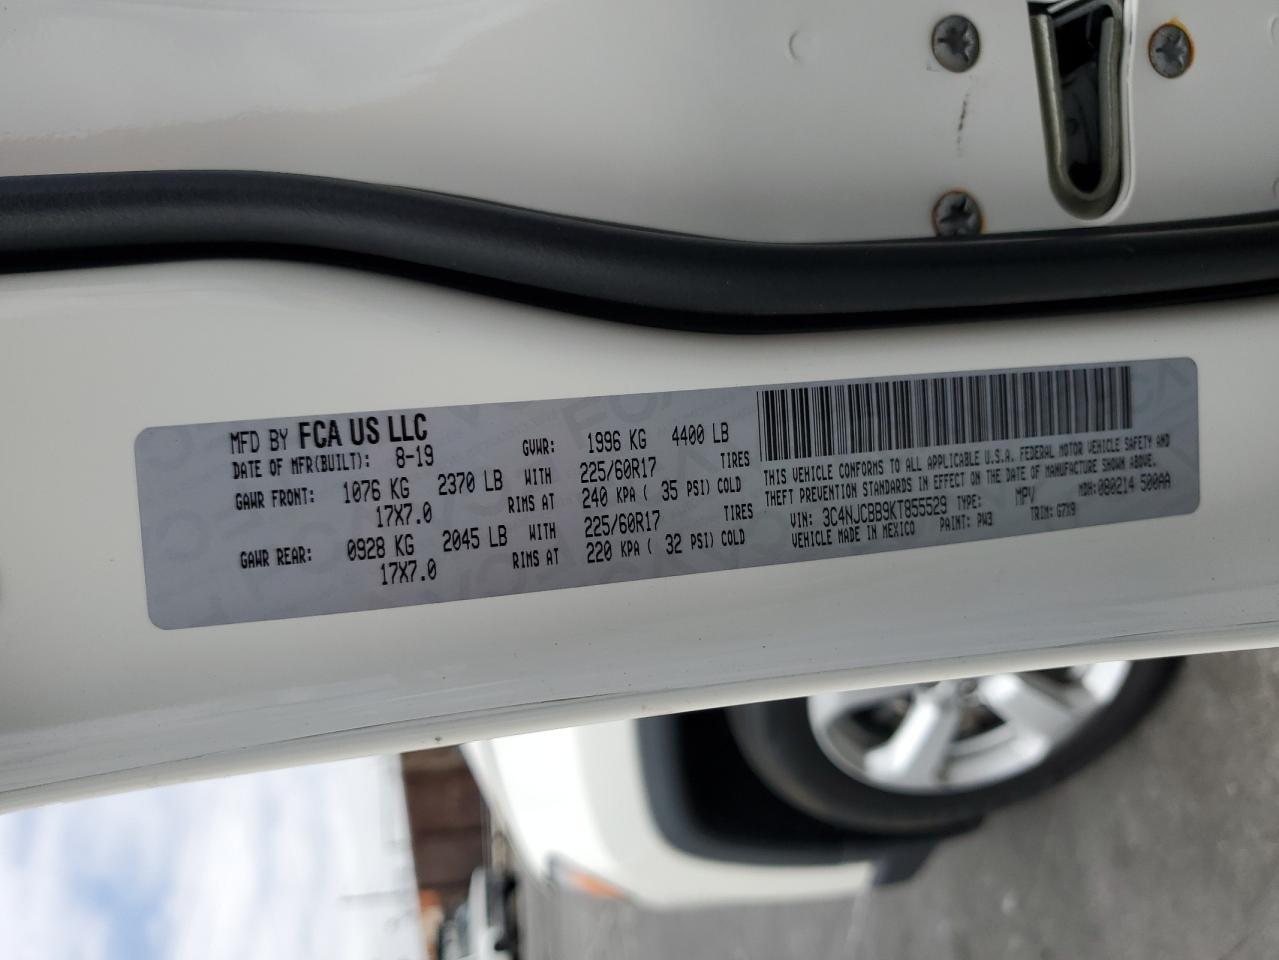 MFD BY FCA US LLC
DATE OF MFR(BUILT): 8-19 GVWR: 1996 KG 4400 LB
GAWR FRONT: 1076 KG 2370 LB WITH 225/60R17 TIRES
17X7.0 RIMS AT 240 KPA ( 35 PSI) COLD
GAWR REAR: 0928 KG 2045 LB WITH 225/60R17 TIRES
17X7.0 RIMS AT 220 KPA ( 32 PSI) COLD
THIS VEHICLE CONFORMS TO ALL APPLICABLE U.S.A. FEDERAL MOTOR VEHICLE SAFETY AND
THEFT PREVENTION STANDARDS IN EFFECT ON THE DATE OF MANUFACTURE SHOWN ABOVE.
VIN: 3C4NJCBB9KT855529 TYPE: MPV MDH: 080214 500AA
VEHICLE MADE IN MEXICO PAINT: PW3 TRIM: G7X9